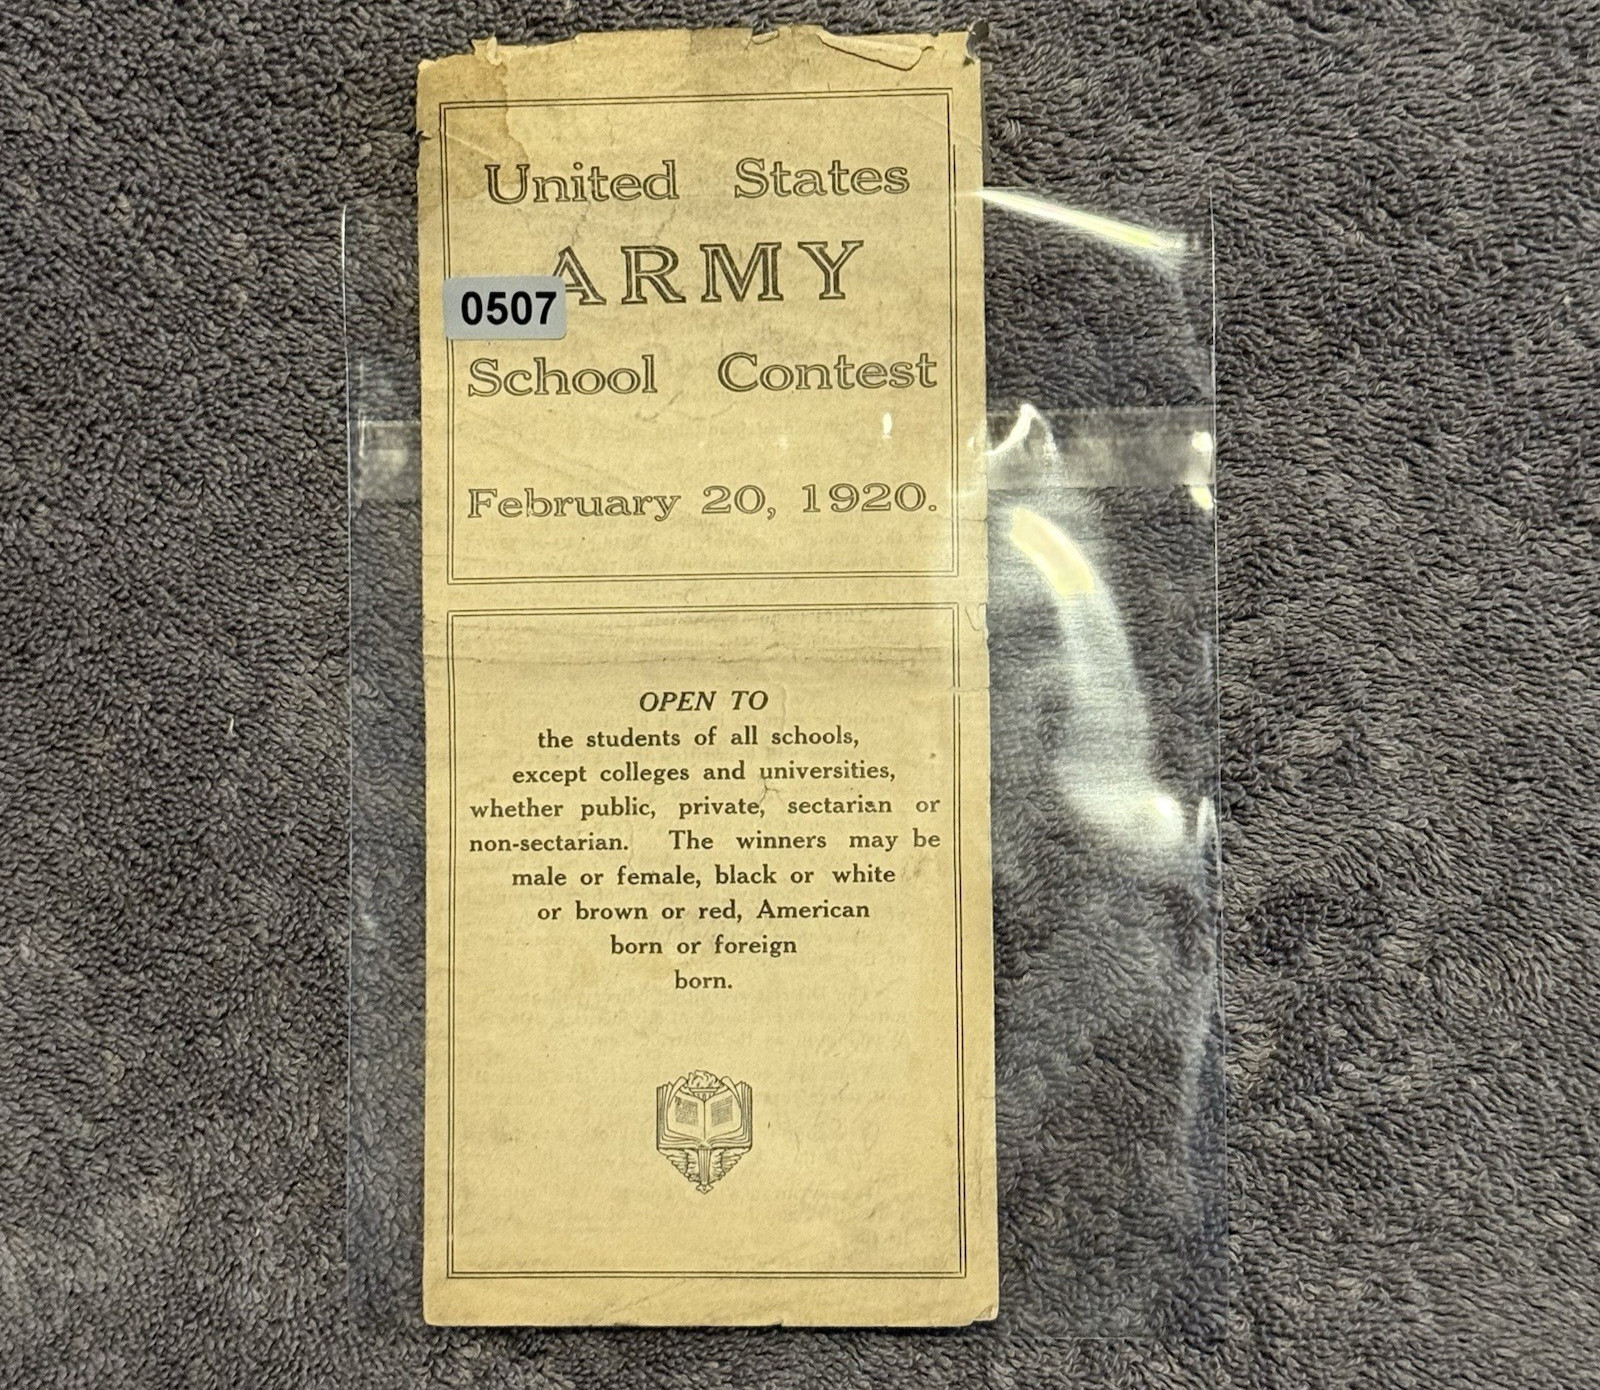 United States
ARMY
0507
School Contest
February 20, 1920.
OPEN TO
the students of all schools,
except colleges and universities,
whether public, private, sectarian or
non-sectarian. The winners may be
male or female, black or white
or brown or red, American
born or foreign
born.